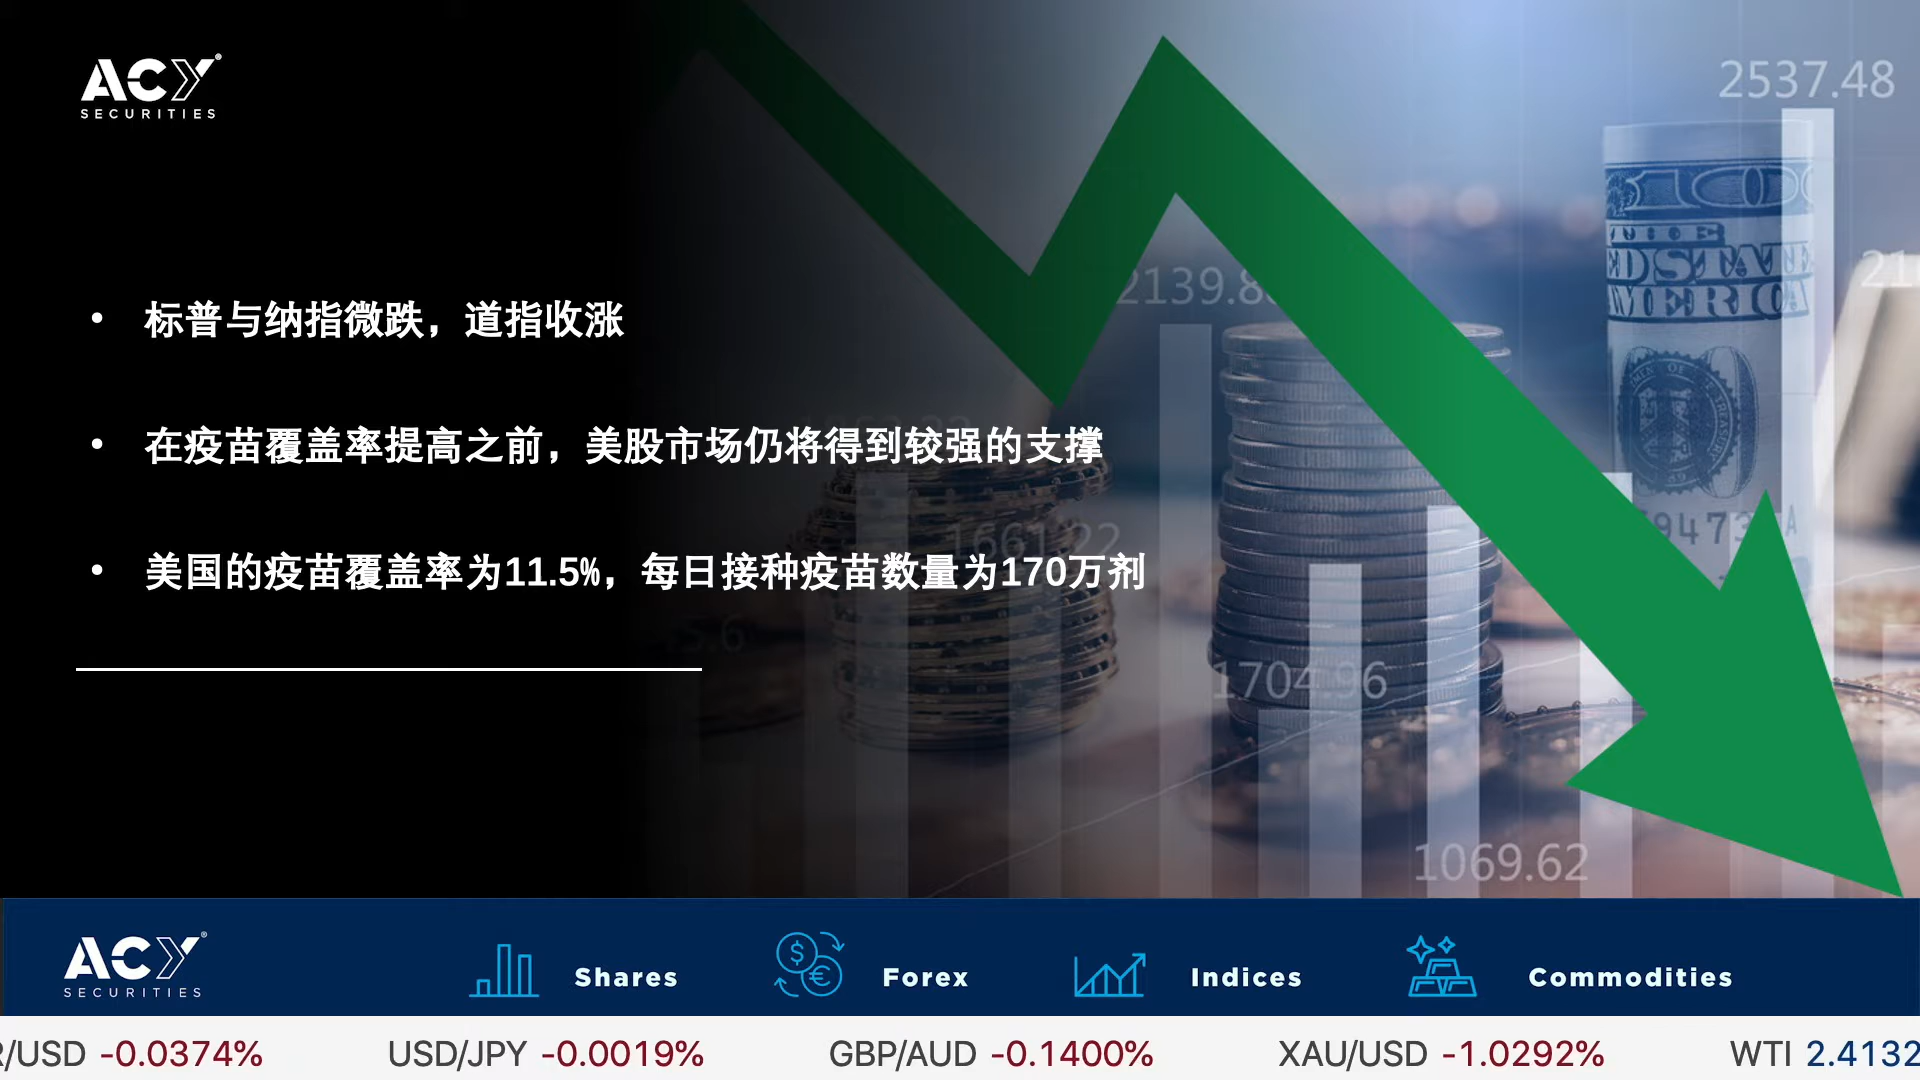 ACY
SECURITIES
2537.48
2139.8
标普与纳指微跌，道指收涨
在疫苗覆盖率提高之前，美股市场仍将得到较强的支撑
1661.22
美国的疫苗覆盖率为11.5%，每日接种疫苗数量为170万剂
1704.96
1069.62
ACY
SECURITIES
Shares
Forex
Indices
Commodities
R/USD -0.0374%
USD/JPY -0.0019%
GBP/AUD -0.1400%
XAU/USD -1.0292%
WTI 2.4132